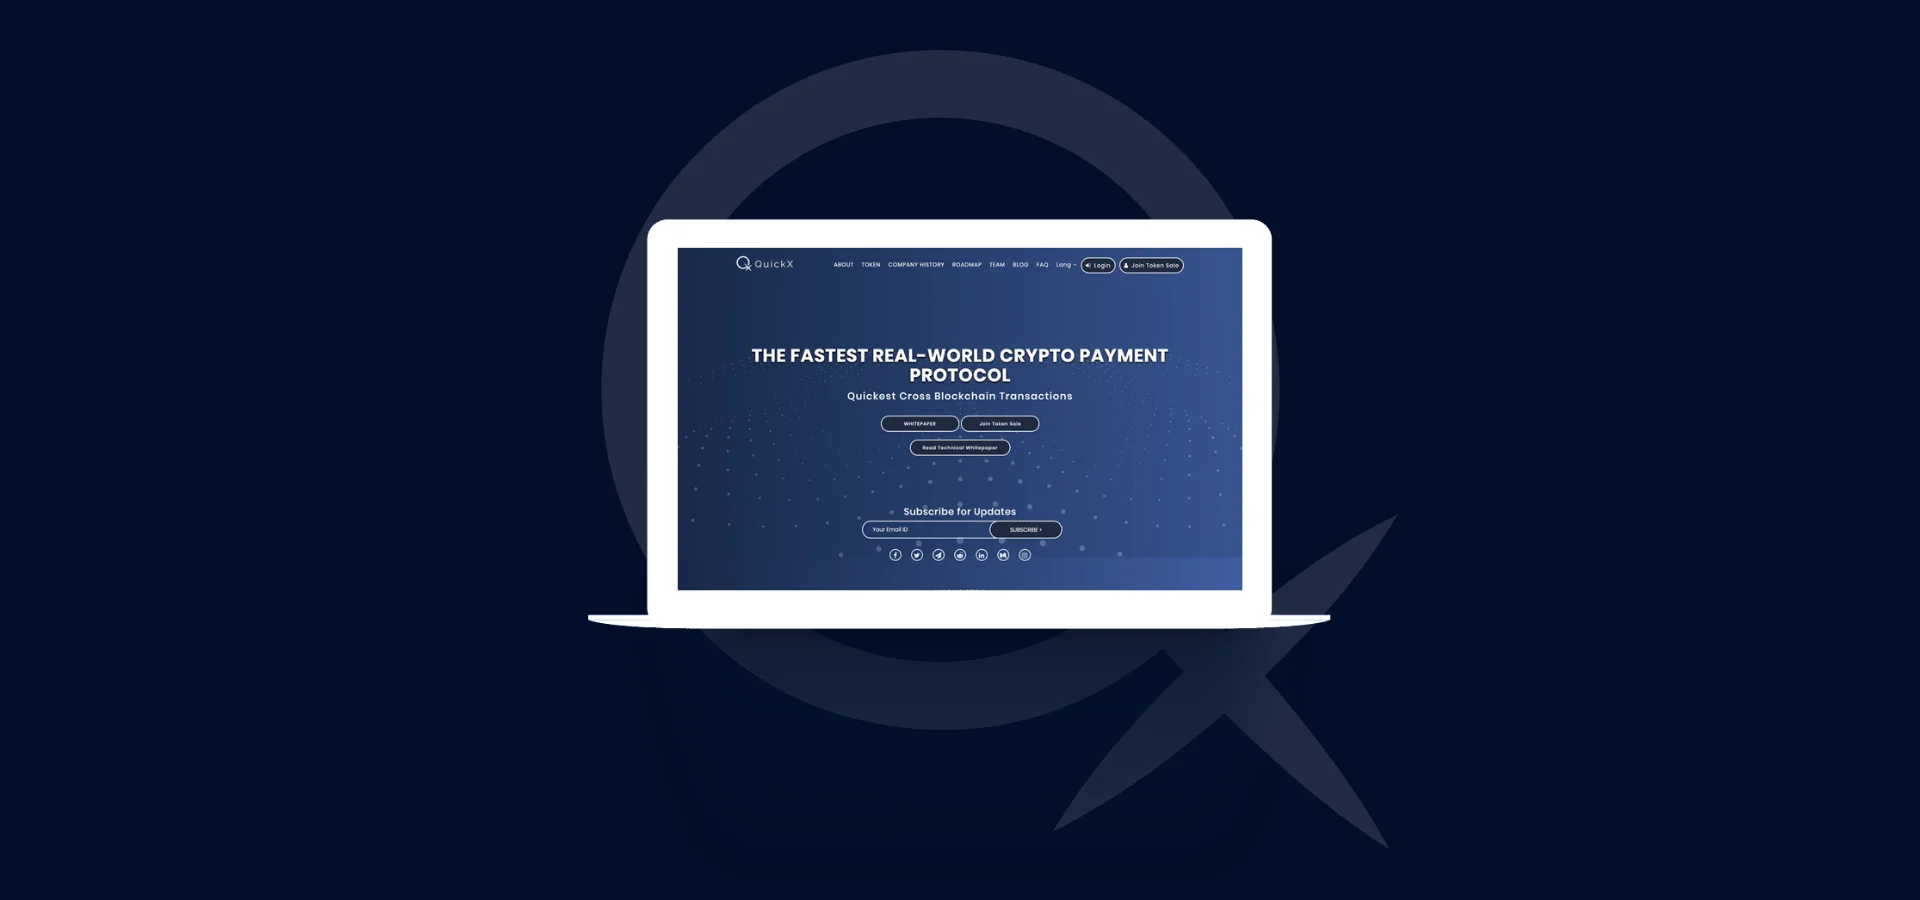 QuickX
ABOUT TOKEN COMPANY HISTORY ROADMAP TEAM BLOG FAQ Lang Login Join Token Sale
THE FASTEST REAL-WORLD CRYPTO PAYMENT
PROTOCOL
Quickest Cross Blockchain Transactions
WHITEPAPER Join Token Sale
Read Technical Whitepaper
Subscribe for Updates
Your Email ID SUBSCRIBE >